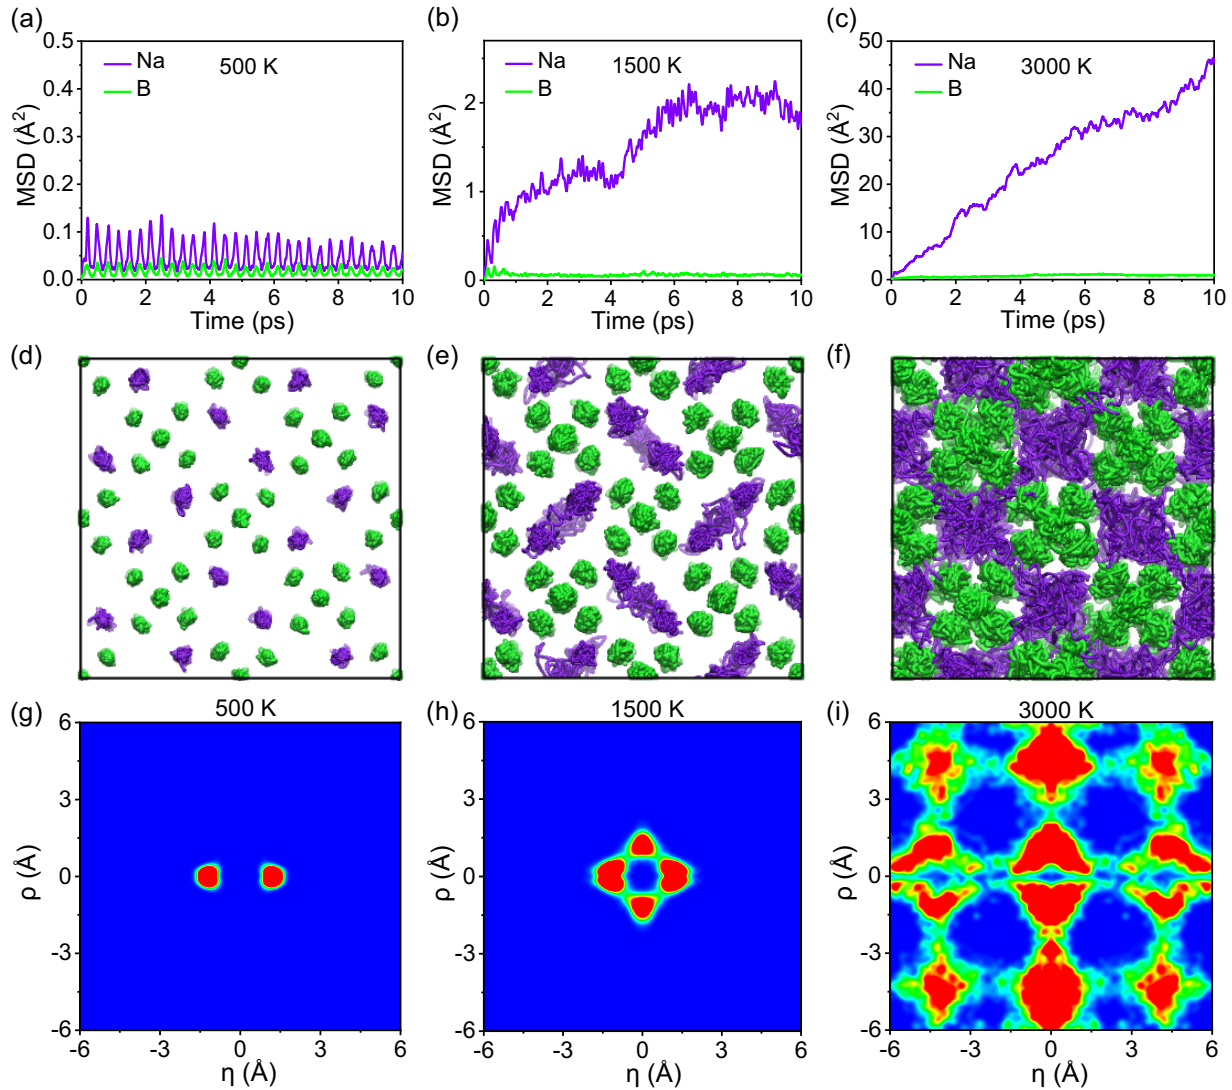 (a)
(b)
(c)
0.5
0.4
0.3
0.2
0.1
0.0
MSD (Å²)
Na
B
500 K
0 2 4 6 8 10
Time (ps)
2
1
0
MSD (Å²)
Na
B
1500 K
0 2 4 6 8 10
Time (ps)
50
40
30
20
10
0
MSD (Å²)
Na
B
3000 K
0 2 4 6 8 10
Time (ps)
(d)
(e)
(f)
(g)
500 K
6
3
0
-3
-6
ρ (Å)
-6 -3 0 3 6
η (Å)
(h)
1500 K
6
3
0
-3
-6
ρ (Å)
-6 -3 0 3 6
η (Å)
(i)
3000 K
6
3
0
-3
-6
ρ (Å)
-6 -3 0 3 6
η (Å)